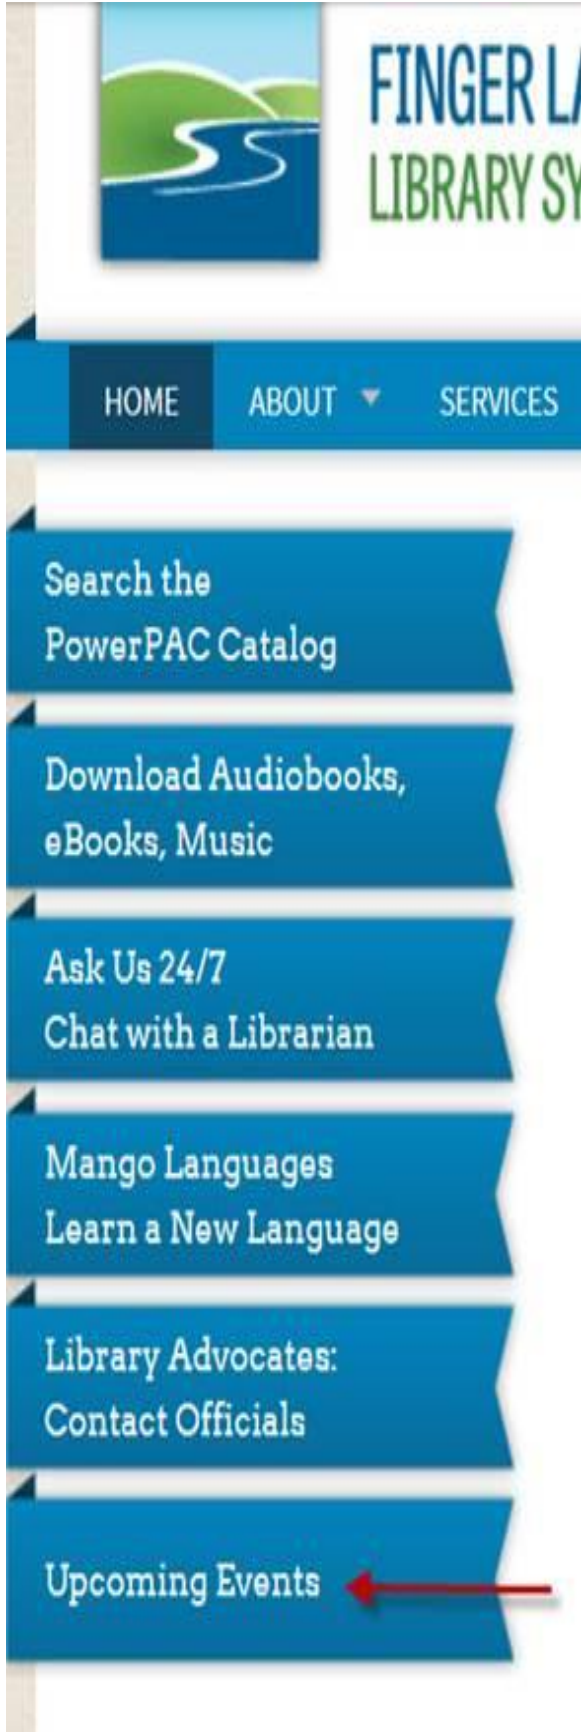 FINGER
LIBRARY
HOME ABOUT SERVICES
Search the
PowerPAC Catalog
Download Audiobooks,
eBooks, Music
Ask Us 24/7
Chat with a Librarian
Mango Languages
Learn a New Language
Library Advocates:
Contact Officials
Upcoming Events